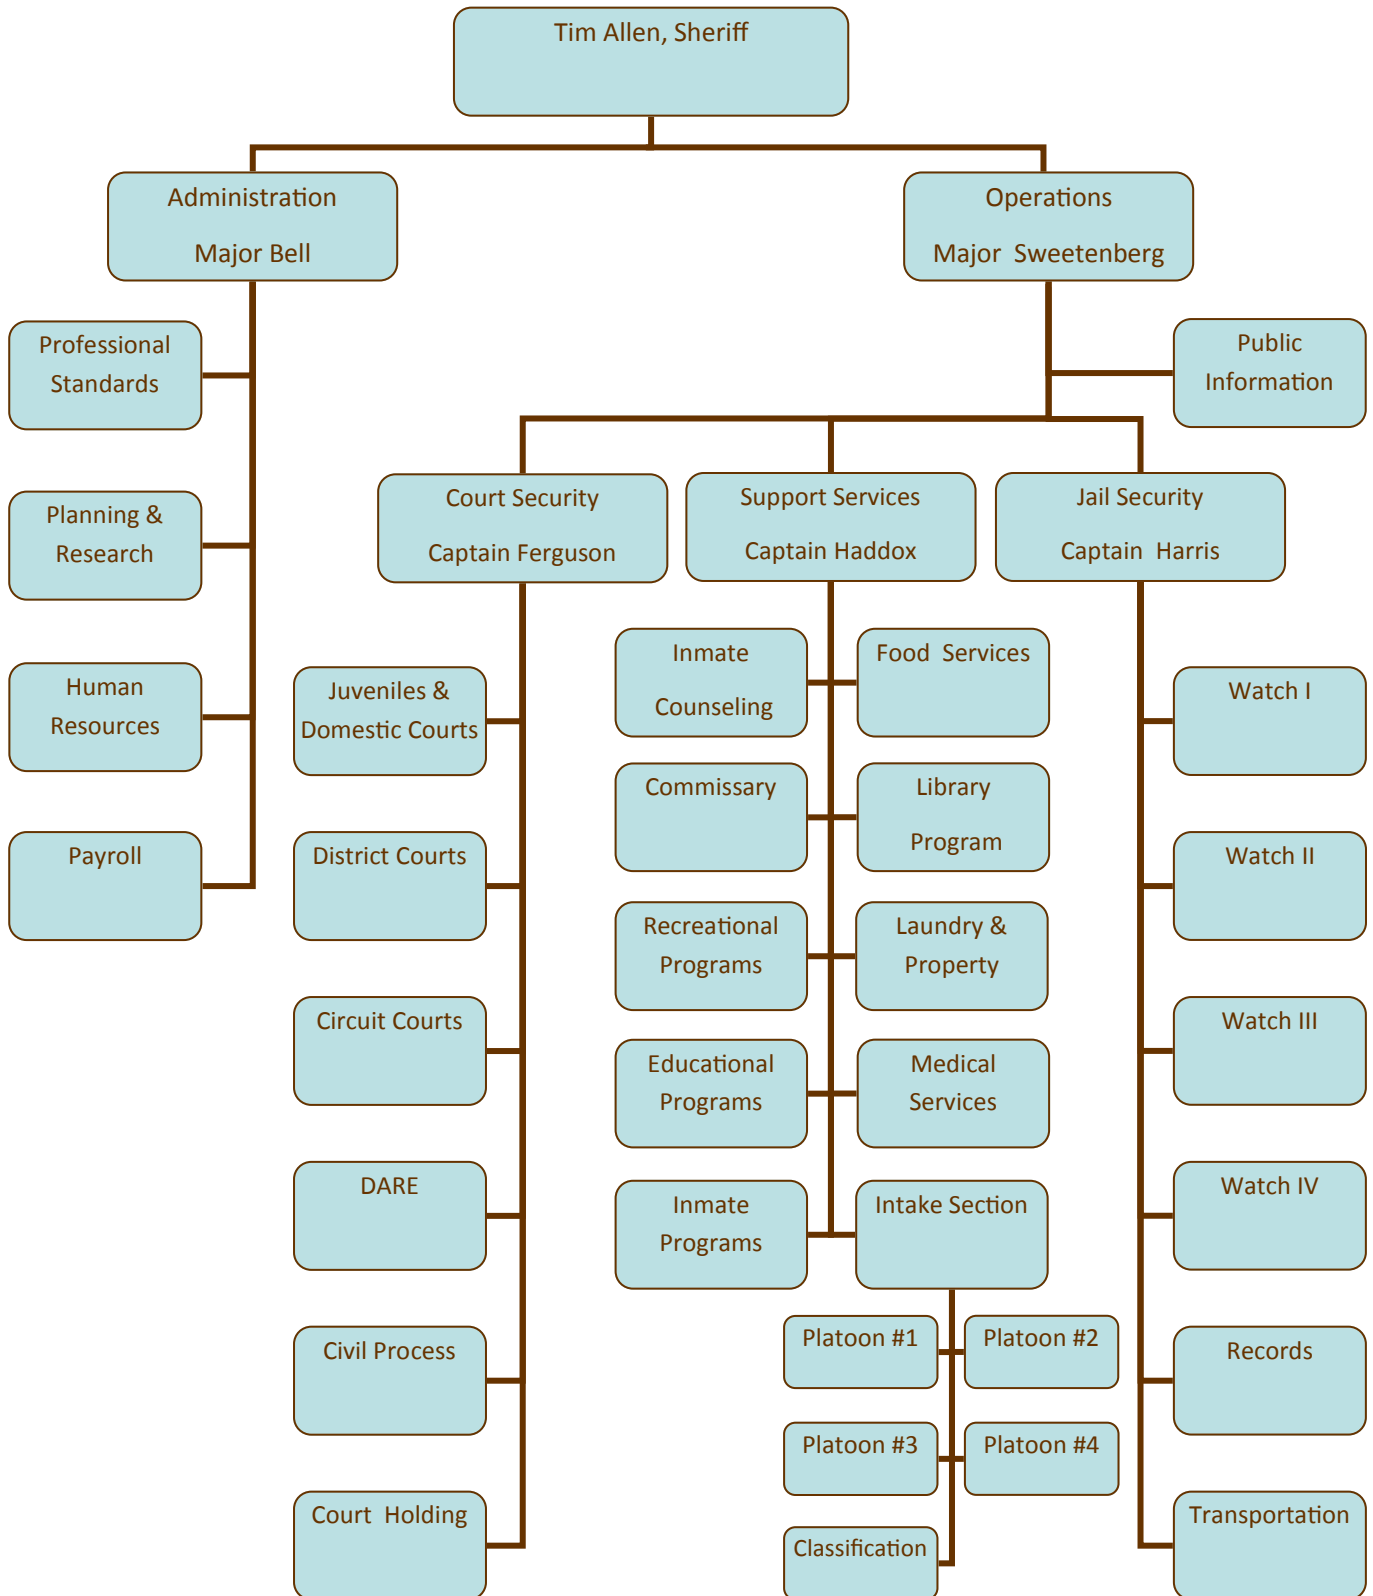 Tim Allen, Sheriff
Administration
Major Bell
Operations
Major Sweetenberg
Professional
Standards
Planning &
Research
Human
Resources
Payroll
Public
Information
Court Security
Captain Ferguson
Support Services
Captain Haddox
Jail Security
Captain Harris
Juveniles &
Domestic Courts
District Courts
Circuit Courts
DARE
Civil Process
Court Holding
Inmate
Counseling
Food Services
Commissary
Library
Program
Recreational
Programs
Laundry &
Property
Educational
Programs
Medical
Services
Inmate
Programs
Intake Section
Platoon #1
Platoon #2
Platoon #3
Platoon #4
Classification
Watch I
Watch II
Watch III
Watch IV
Records
Transportation